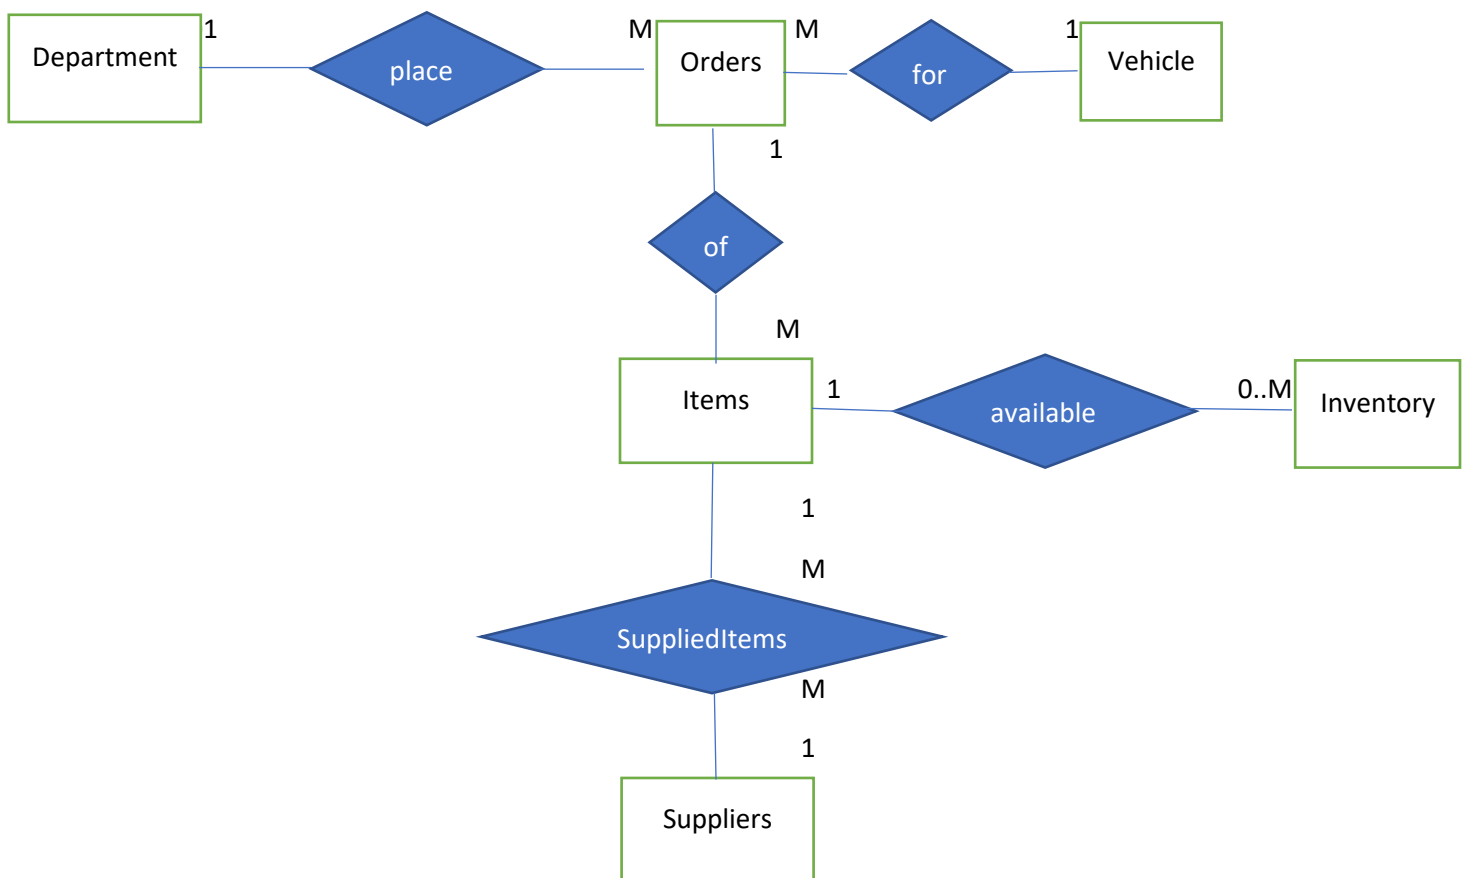 Department
1
place
M
Orders
M
for
1
Vehicle
1
of
M
Items
1
available
0..M
Inventory
1
M
SuppliedItems
M
1
Suppliers